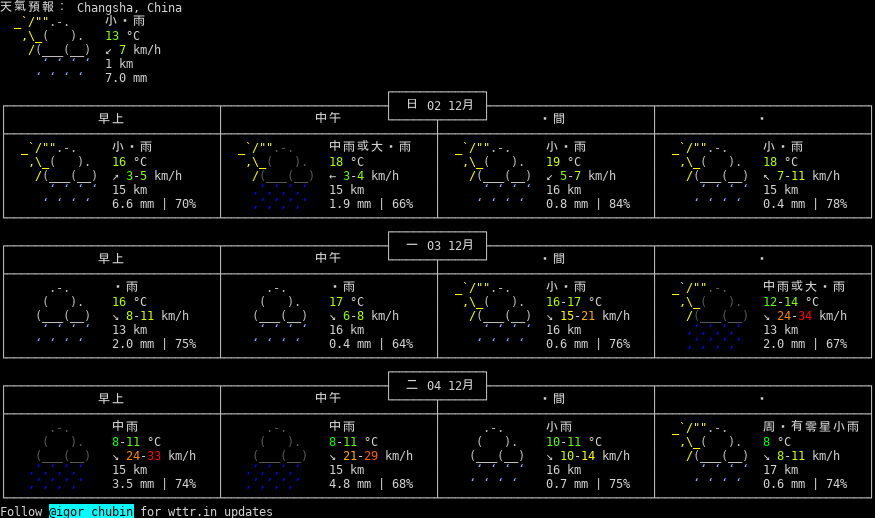 天氣預報： Changsha, China
小・雨
13 °C
↙ 7 km/h
1 km
7.0 mm
日 02 12月
早上 中午 ・間 ・
小・雨 中雨或大・雨 小・雨 小・雨
16 °C 18 °C 19 °C 18 °C
↗ 3-5 km/h ← 3-4 km/h ↙ 5-7 km/h ↖ 7-11 km/h
15 km 15 km 16 km 15 km
6.6 mm | 70% 1.9 mm | 66% 0.8 mm | 84% 0.4 mm | 78%
一 03 12月
早上 中午 ・間 ・
・雨 ・雨 小・雨 中雨或大・雨
16 °C 17 °C 16-17 °C 12-14 °C
↘ 8-11 km/h ↘ 6-8 km/h ↘ 15-21 km/h ↘ 24-34 km/h
13 km 16 km 16 km 13 km
2.0 mm | 75% 0.4 mm | 64% 0.6 mm | 76% 2.0 mm | 67%
二 04 12月
早上 中午 ・間 ・
中雨 中雨 小雨 周・有零星小雨
8-11 °C 8-11 °C 10-11 °C 8 °C
↘ 24-33 km/h ↘ 21-29 km/h ↘ 10-14 km/h ↘ 8-11 km/h
15 km 15 km 16 km 17 km
3.5 mm | 74% 4.8 mm | 68% 0.7 mm | 75% 0.6 mm | 74%
Follow @igor_chubin for wttr.in updates